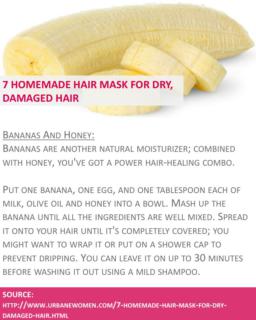 7 HOMEMADE HAIR MASK FOR DRY,
DAMAGED HAIR
BANANAS AND HONEY:
BANANAS ARE ANOTHER NATURAL MOISTURIZER; COMBINED
WITH HONEY, YOU'VE GOT A POWER HAIR-HEALING COMBO.
PUT ONE BANANA, ONE EGG, AND ONE TABLESPOON EACH OF
MILK, OLIVE OIL AND HONEY INTO A BOWL. MASH UP THE
BANANA UNTIL ALL THE INGREDIENTS ARE WELL MIXED. SPREAD
IT ONTO YOUR HAIR UNTIL IT'S COMPLETELY COVERED; YOU
MIGHT WANT TO WRAP IT OR PUT ON A SHOWER CAP TO
PREVENT DRIPPING. YOU CAN LEAVE IT ON UP TO 30 MINUTES
BEFORE WASHING IT OUT USING A MILD SHAMPOO.
SOURCE:
HTTP://WWW.URBANEWOMEN.COM/7-HOMEMADE-HAIR-MASK-FOR-DRY-
DAMAGED-HAIR.HTML